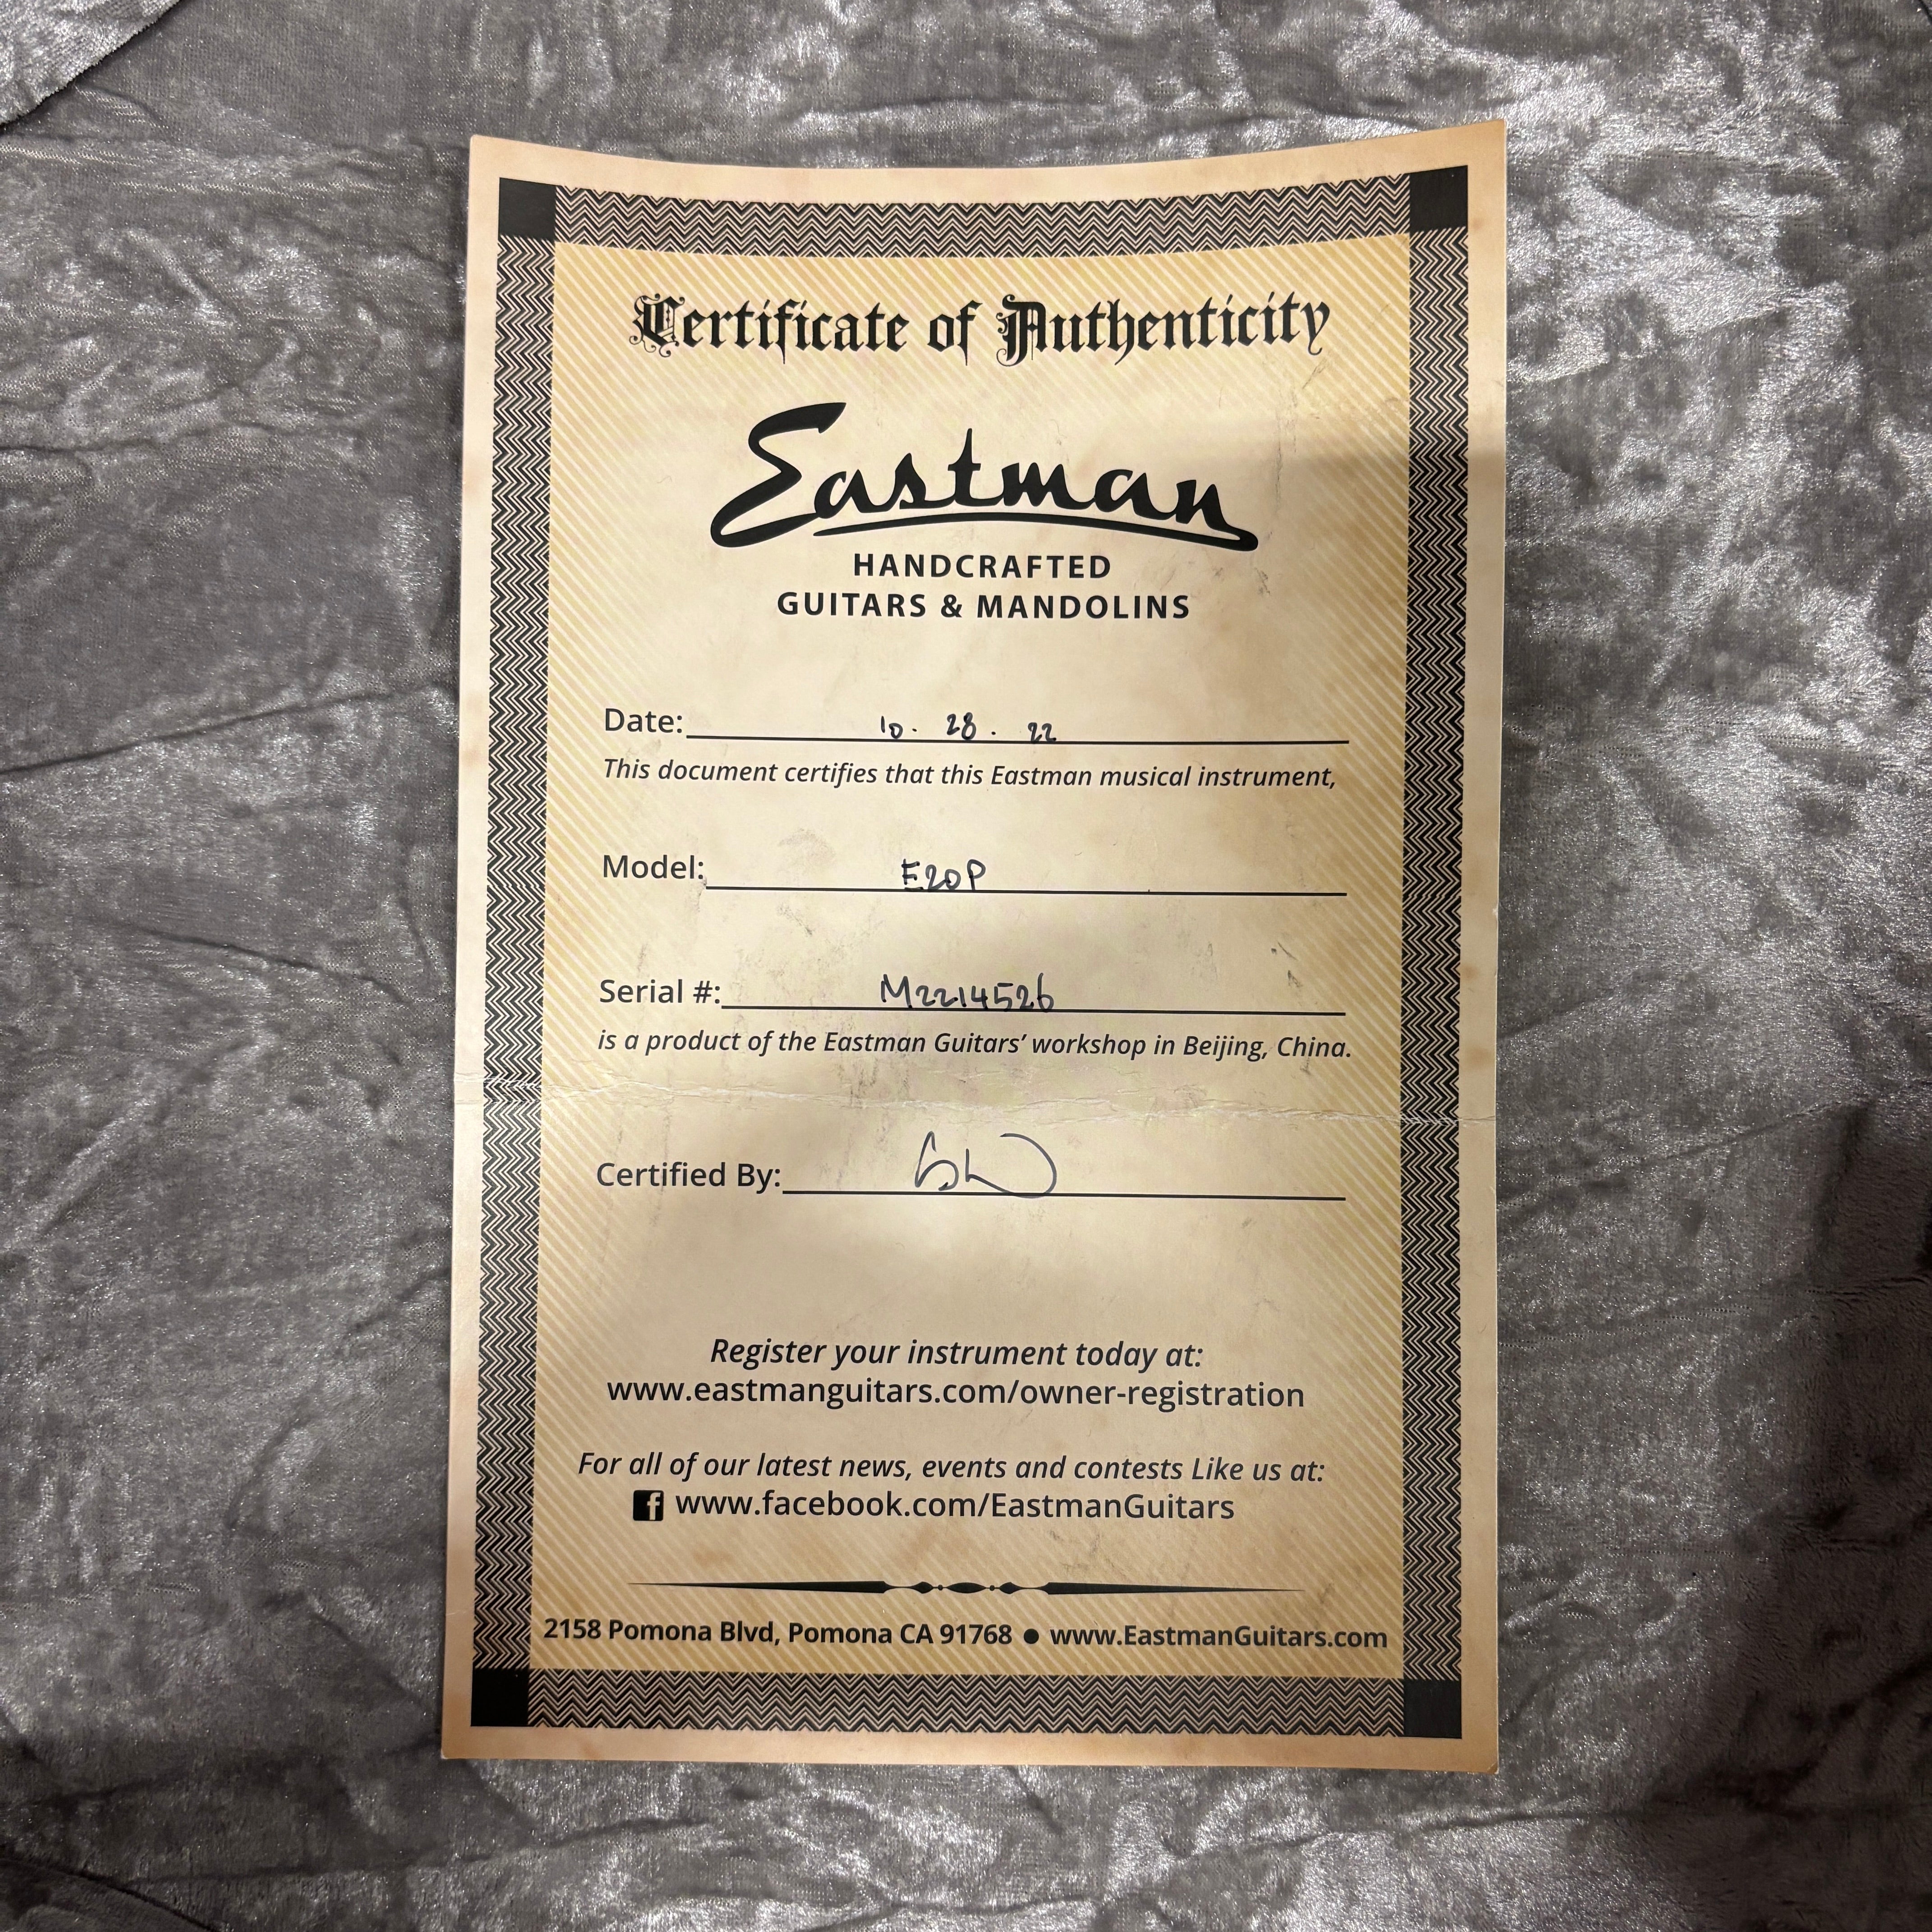 Certificate of Authenticity
Eastman
HANDCRAFTED
GUITARS & MANDOLINS
Date: 10. 28. 22
This document certifies that this Eastman musical instrument,
Model: E20P
Serial #: M2214526
is a product of the Eastman Guitars' workshop in Beijing, China.
Certified By:
Register your instrument today at:
www.eastmanguitars.com/owner-registration
For all of our latest news, events and contests Like us at:
f www.facebook.com/EastmanGuitars
2158 Pomona Blvd, Pomona CA 91768 ● www.EastmanGuitars.com